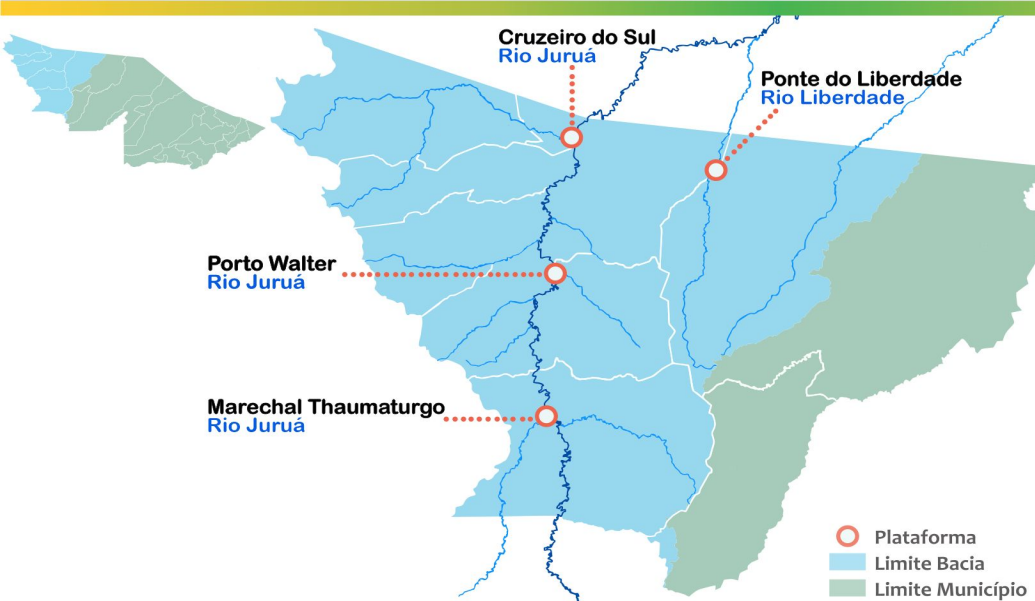 Cruzeiro do Sul
Rio Juruá
Ponte do Liberdade
Rio Liberdade
Porto Walter
Rio Juruá
Marechal Thaumaturgo
Rio Juruá
Plataforma
Limite Bacia
Limite Município